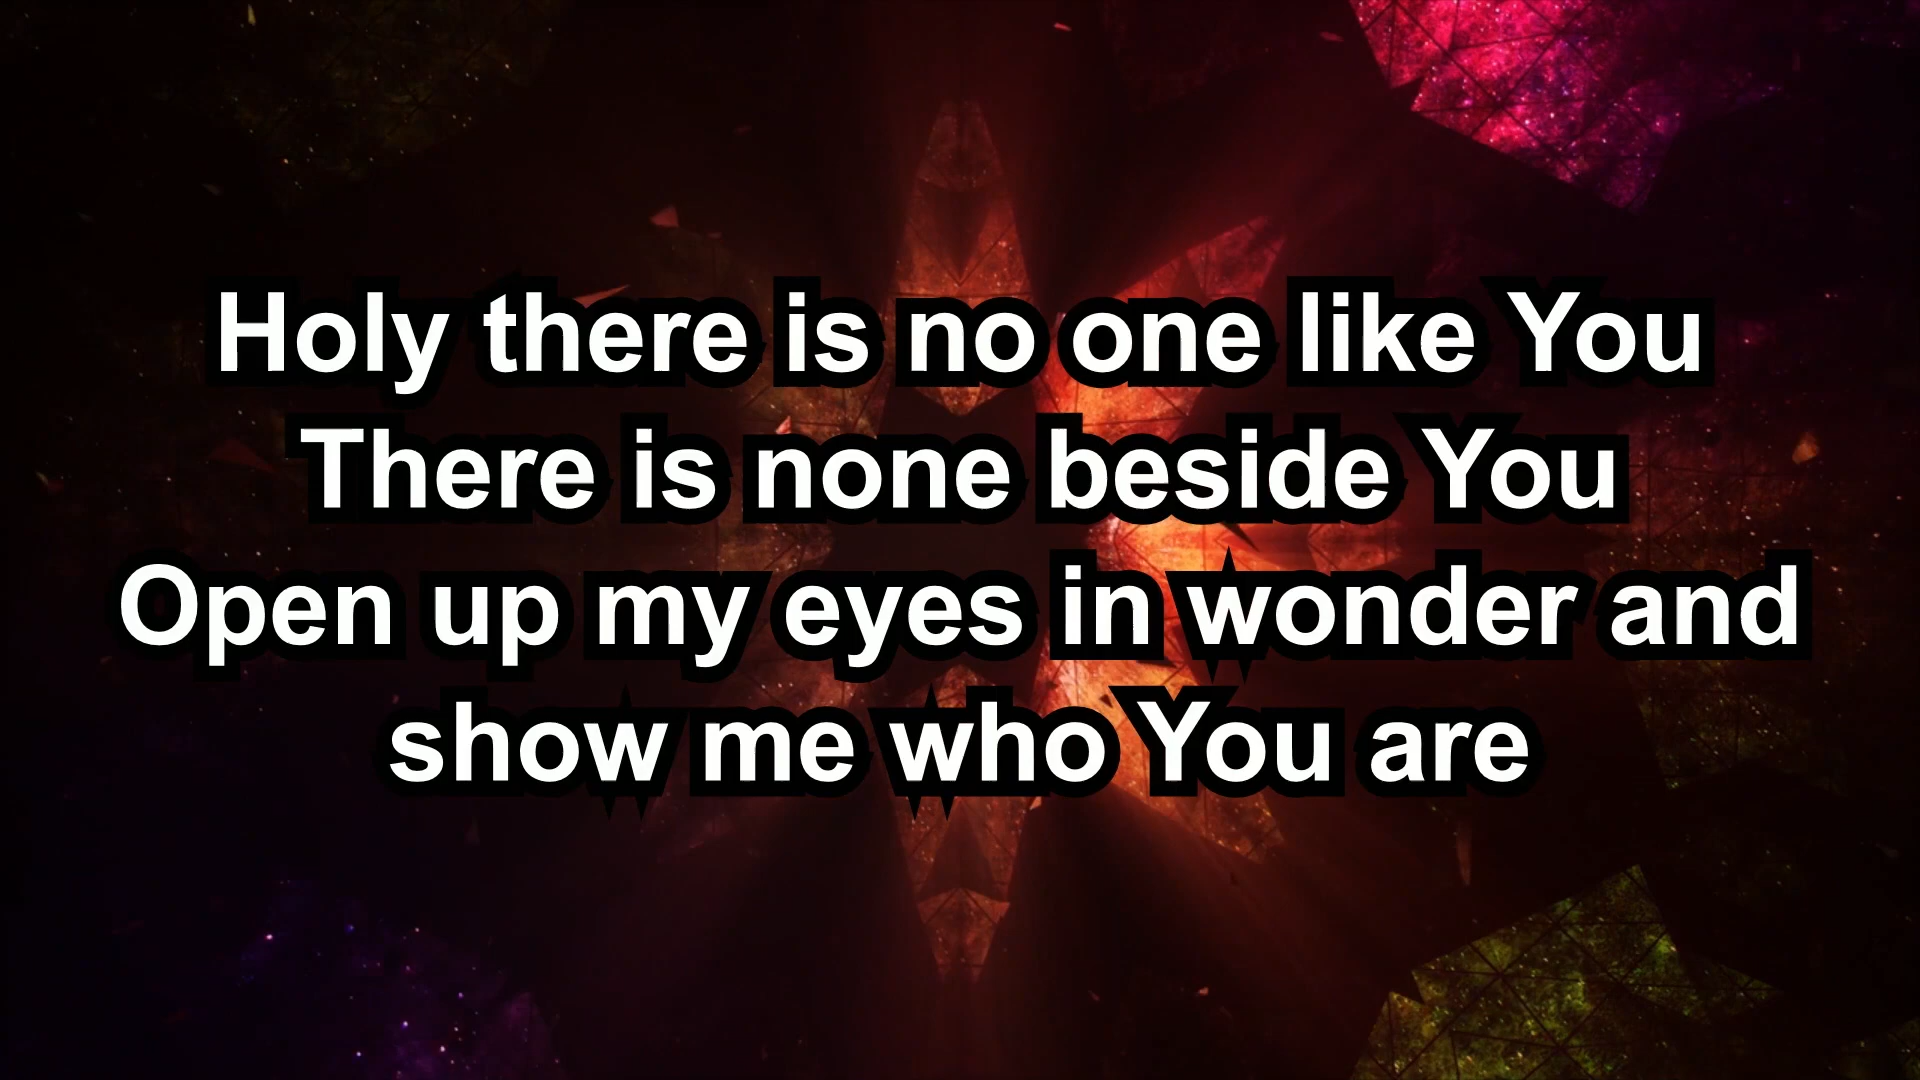 Holy there is no one like You
There is none beside You
Open up my eyes in wonder and
show me who You are